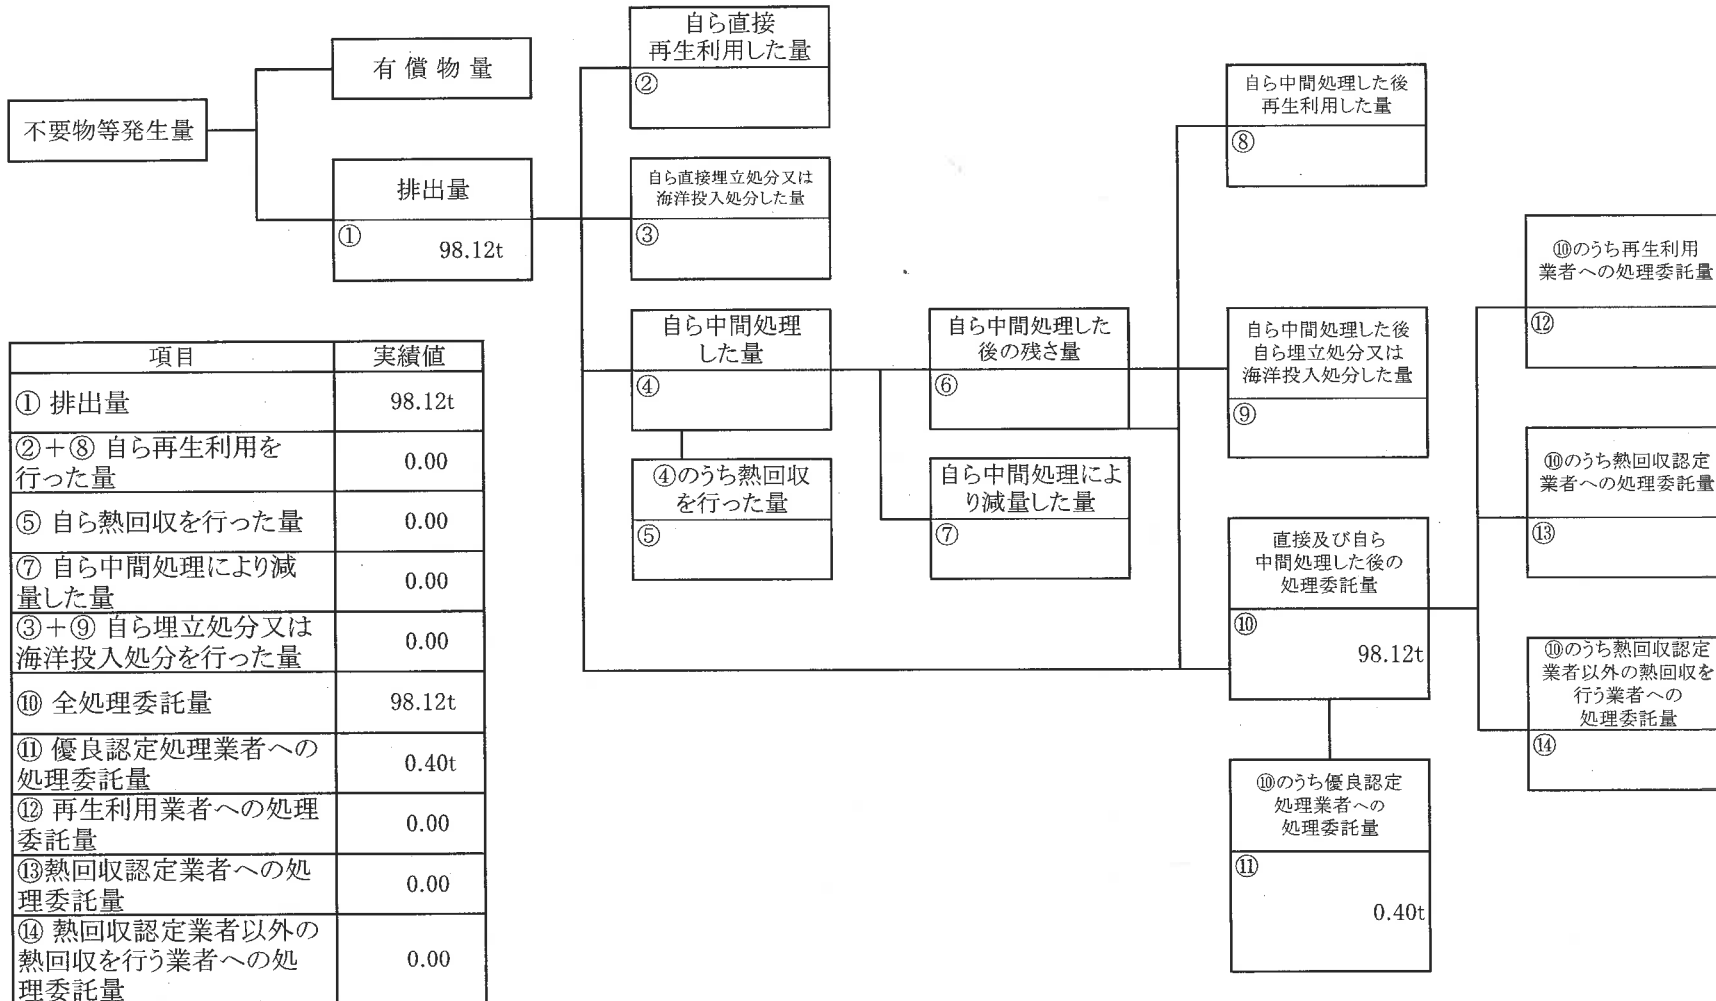 不要物等発生量
有償物量
排出量
①
98.12t
自ら直接
再生利用した量
②
自ら直接埋立処分又は
海洋投入処分した量
③
自ら中間処理
した量
④
④のうち熱回収
を行った量
⑤
自ら中間処理した
後の残さ量
⑥
自ら中間処理によ
り減量した量
⑦
自ら中間処理した後
再生利用した量
⑧
自ら中間処理した後
自ら埋立処分又は
海洋投入処分した量
⑨
直接及び自ら
中間処理した後の
処理委託量
⑩
98.12t
⑩のうち優良認定
処理業者への
処理委託量
⑪
0.40t
⑩のうち再生利用
業者への処理委託量
⑫
⑩のうち熱回収認定
業者への処理委託量
⑬
⑩のうち熱回収認定
業者以外の熱回収を
行う業者への
処理委託量
⑭
項目 実績値
① 排出量 98.12t
②+⑧ 自ら再生利用を
行った量 0.00
⑤ 自ら熱回収を行った量 0.00
⑦ 自ら中間処理により減
量した量 0.00
③+⑨ 自ら埋立処分又は
海洋投入処分を行った量 0.00
⑩ 全処理委託量 98.12t
⑪ 優良認定処理業者への
処理委託量 0.40t
⑫ 再生利用業者への処理
委託量 0.00
⑬熱回収認定業者への処
理委託量 0.00
⑭ 熱回収認定業者以外の
熱回収を行う業者への処
理委託量 0.00